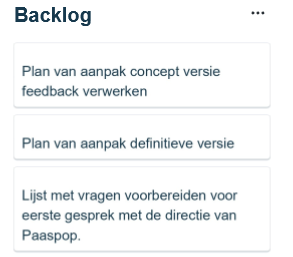 Backlog
Plan van aanpak concept versie
feedback verwerken
Plan van aanpak definitieve versie
Lijst met vragen voorbereiden voor
eerste gesprek met de directie van
Paaspop.